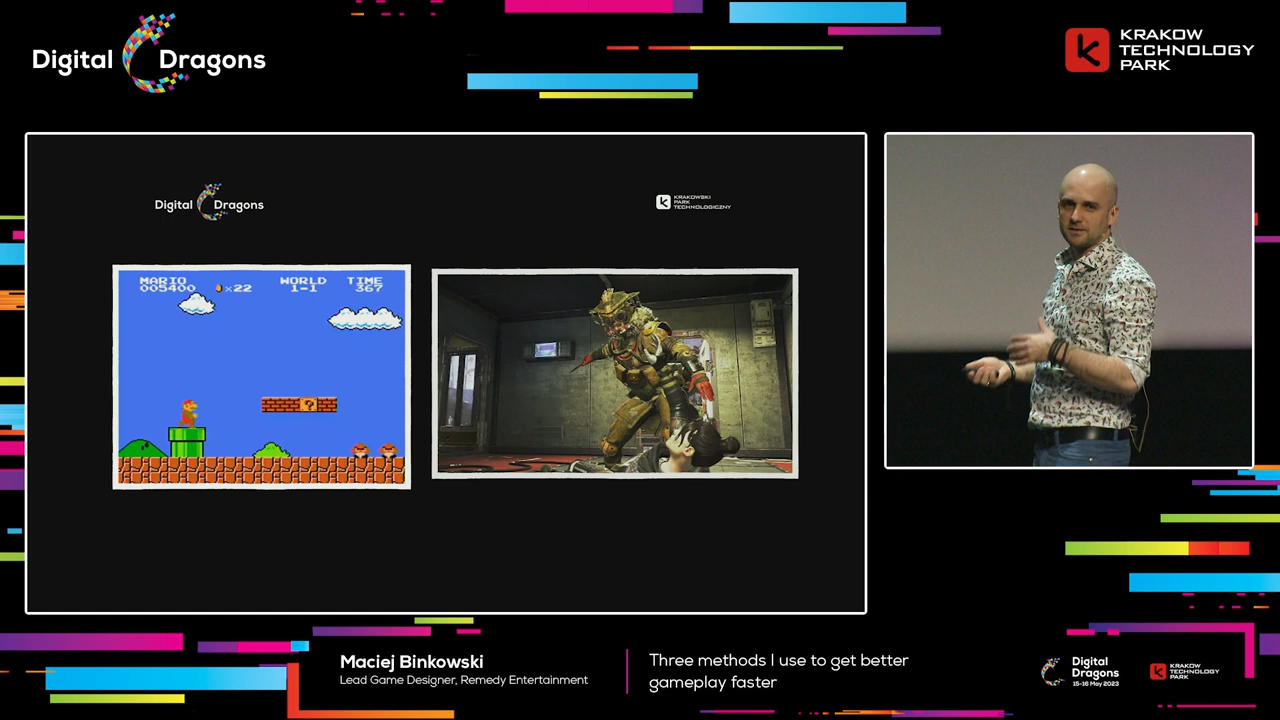 Digital Dragons
KRAKOW
TECHNOLOGY
PARK
Digital Dragons
KRAKOWSKI
PARK
TECHNOLOGICZNY
MARIO WORLD TIME
005400 ×22 1-1 367
?
Maciej Binkowski
Lead Game Designer, Remedy Entertainment
Three methods I use to get better
gameplay faster
Digital
Dragons
15-16 May 2023
KRAKOW
TECHNOLOGY
PARK